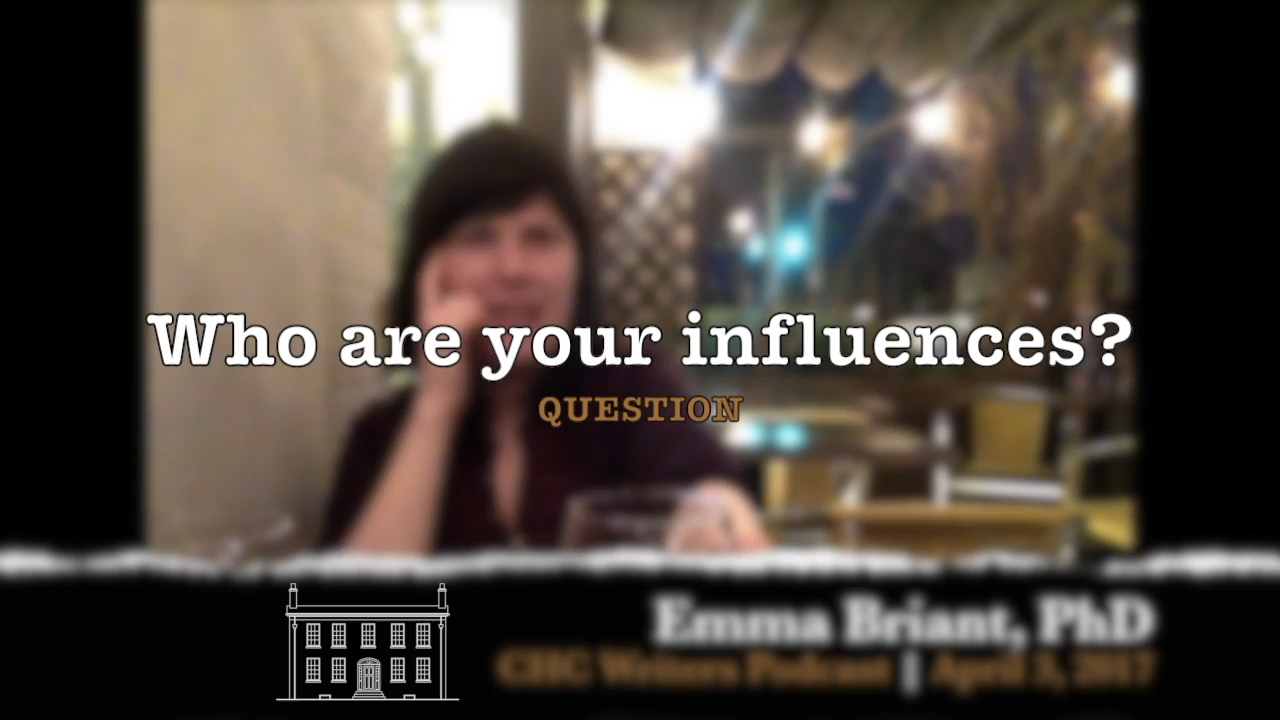 Who are your influences?
QUESTION
Emma Briant, PhD
CHC Writers Podcast | April 3, 2017